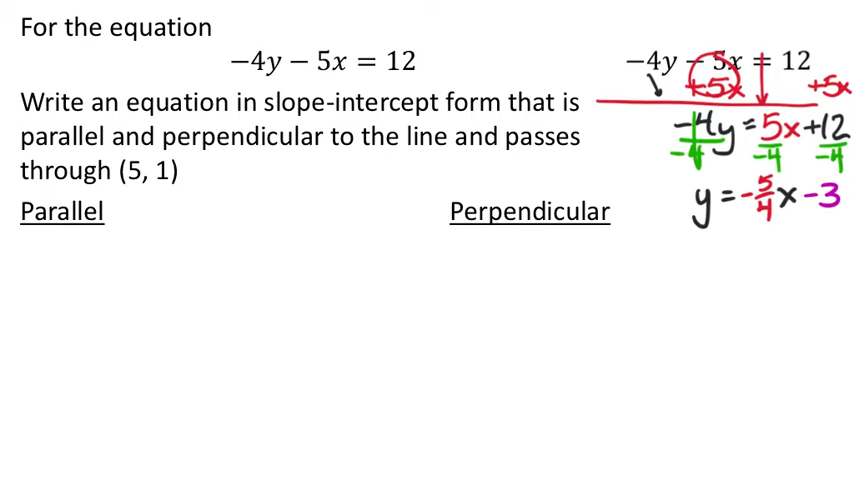 For the equation
−4y − 5x = 12
Write an equation in slope-intercept form that is
parallel and perpendicular to the line and passes
through (5, 1)
Parallel
Perpendicular
−4y − 5x = 12
+5x +5x
-4y = 5x + 12
-4 -4 -4
y = -5/4 x - 3